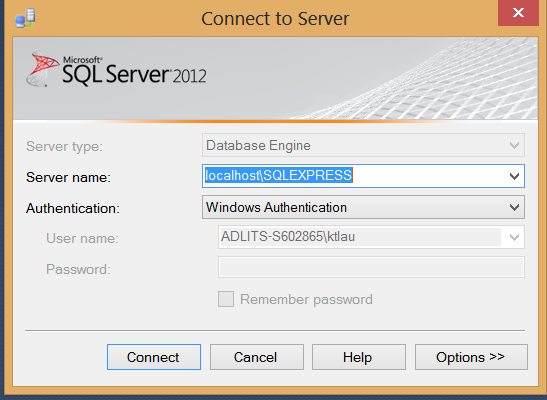 Connect to Server
Microsoft®
SQL Server® 2012
Server type: Database Engine
Server name: localhost\SQLEXPRESS
Authentication: Windows Authentication
User name: ADLITS-S602865\ktlau
Password:
Remember password
Connect Cancel Help Options >>